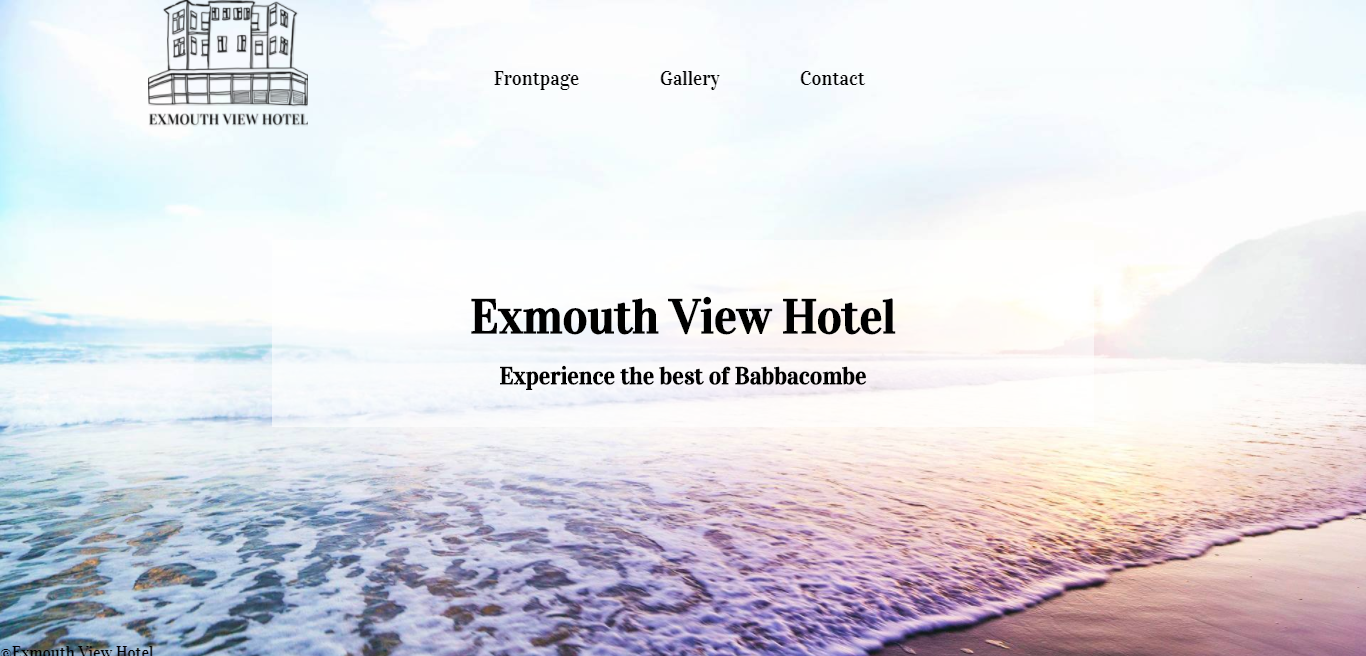 EXMOUTH VIEW HOTEL
Frontpage Gallery Contact
Exmouth View Hotel
Experience the best of Babbacombe
©Exmouth View Hotel